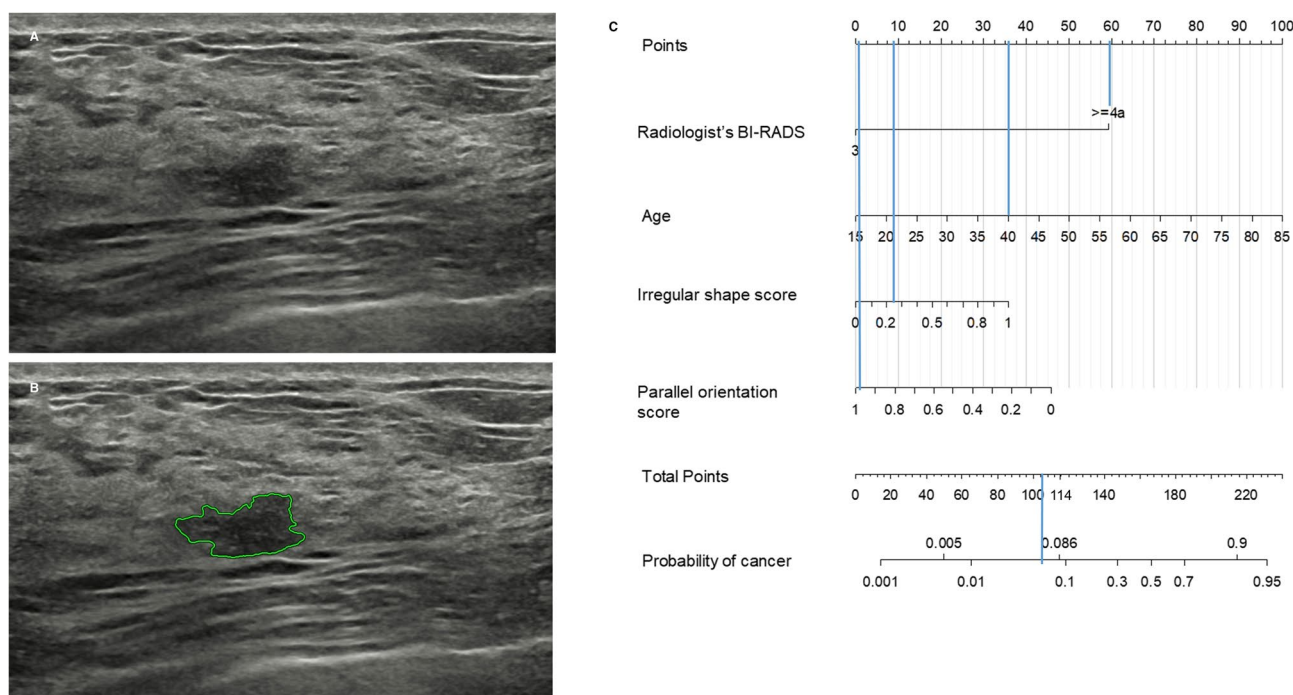 A
B
C
Points
0 10 20 30 40 50 60 70 80 90 100
Radiologist's BI-RADS
>=4a
3
Age
15 20 25 30 35 40 45 50 55 60 65 70 75 80 85
Irregular shape score
0 0.2 0.5 0.8 1
Parallel orientation
score
1 0.8 0.6 0.4 0.2 0
Total Points
0 20 40 60 80 100 114 140 180 220
Probability of cancer
0.005 0.086 0.9
0.001 0.01 0.1 0.3 0.5 0.7 0.95